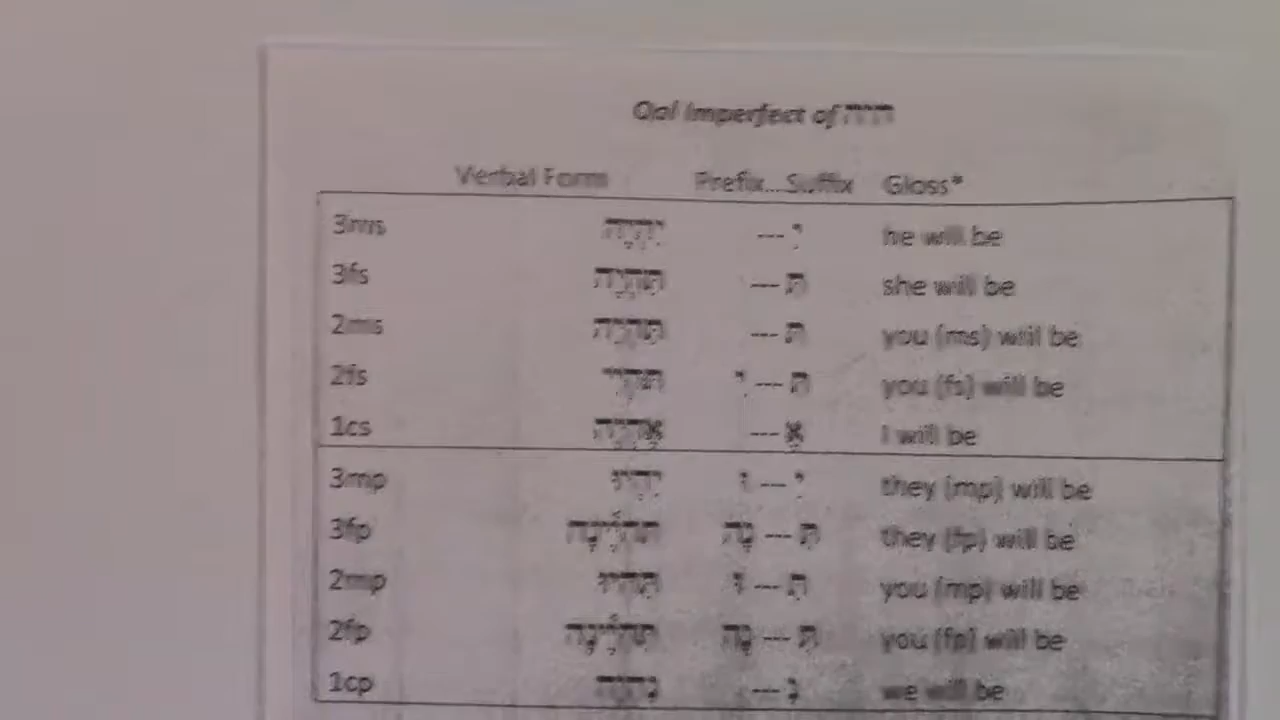 Qal Imperfect of היה
Verbal Form Prefix...Suffix Gloss*
3ms יִהְיֶה יִ --- he will be
3fs תִּהְיֶה תִּ --- she will be
2ms תִּהְיֶה תִּ --- you (ms) will be
2fs תִּהְיִי תִּ --- ִי you (fs) will be
1cs אֶהְיֶה אֶ --- I will be
3mp יִהְיוּ יִ --- וּ they (mp) will be
3fp תִּהְיֶינָה תִּ --- נָה they (fp) will be
2mp תִּהְיוּ תִּ --- וּ you (mp) will be
2fp תִּהְיֶינָה תִּ --- נָה you (fp) will be
1cp נִהְיֶה נִ --- we will be